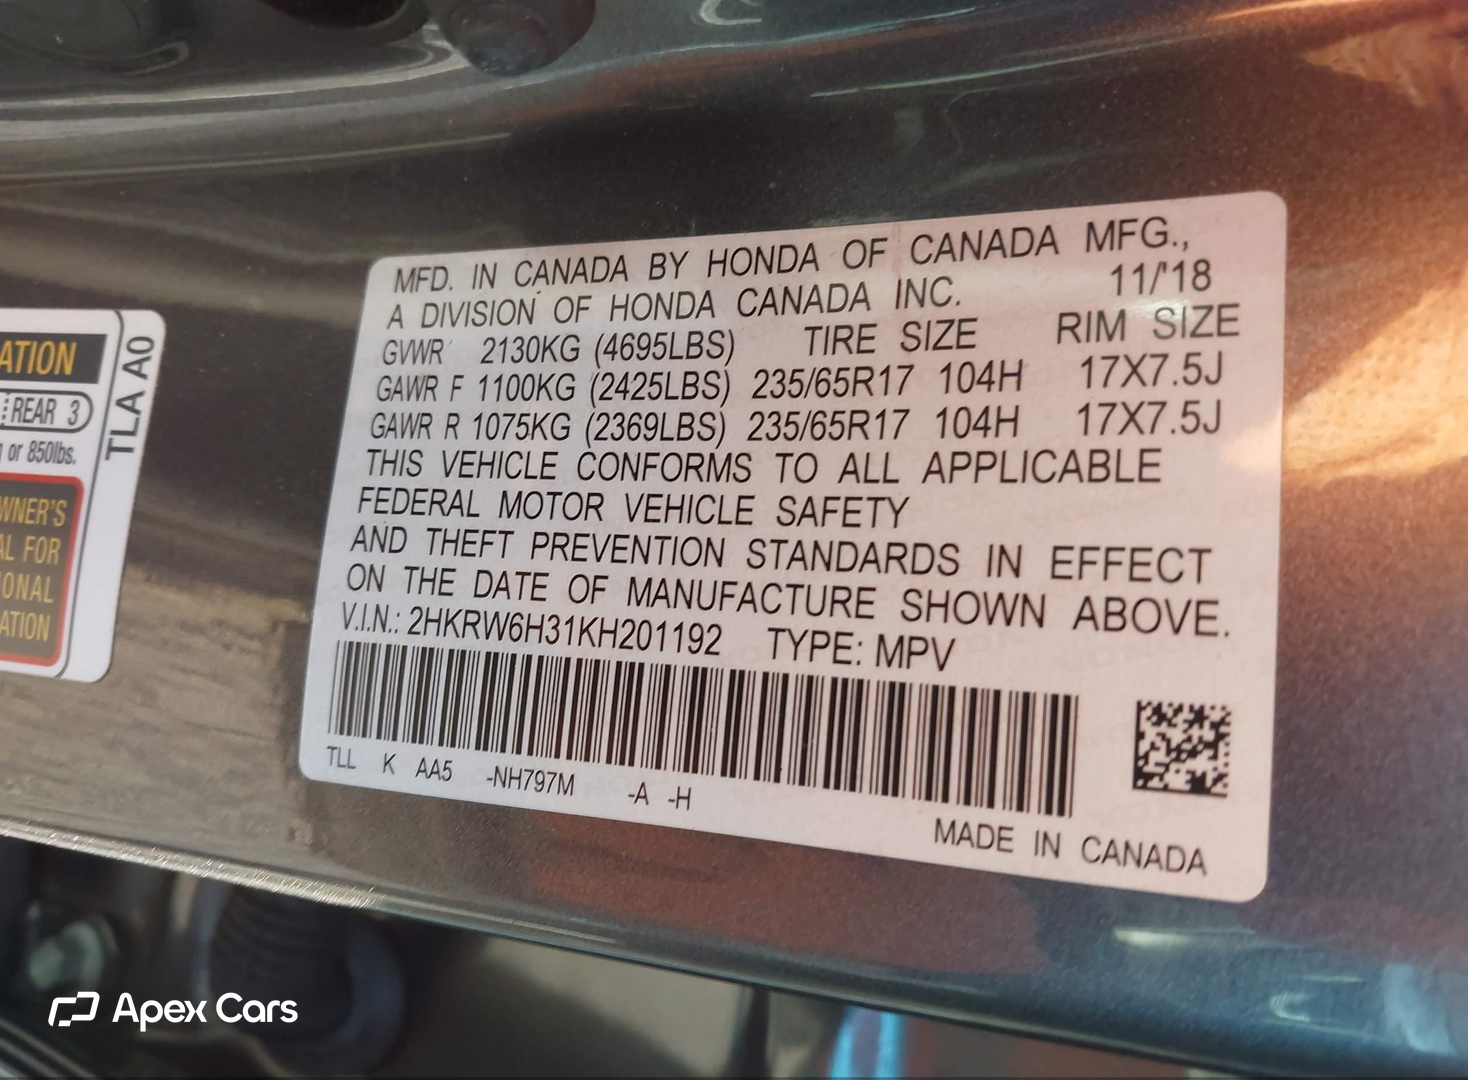 MFD. IN CANADA BY HONDA OF CANADA MFG.,
A DIVISION OF HONDA CANADA INC. 11/'18
GVWR 2130KG (4695LBS) TIRE SIZE RIM SIZE
GAWR F 1100KG (2425LBS) 235/65R17 104H 17X7.5J
GAWR R 1075KG (2369LBS) 235/65R17 104H 17X7.5J
THIS VEHICLE CONFORMS TO ALL APPLICABLE
FEDERAL MOTOR VEHICLE SAFETY
AND THEFT PREVENTION STANDARDS IN EFFECT
ON THE DATE OF MANUFACTURE SHOWN ABOVE.
V.I.N.: 2HKRW6H31KH201192 TYPE: MPV
TLL K AA5 -NH797M -A -H
MADE IN CANADA
ATION
REAR 3
or 850lbs.
WNER'S
AL FOR
IONAL
ATION
TLA A0
Apex Cars